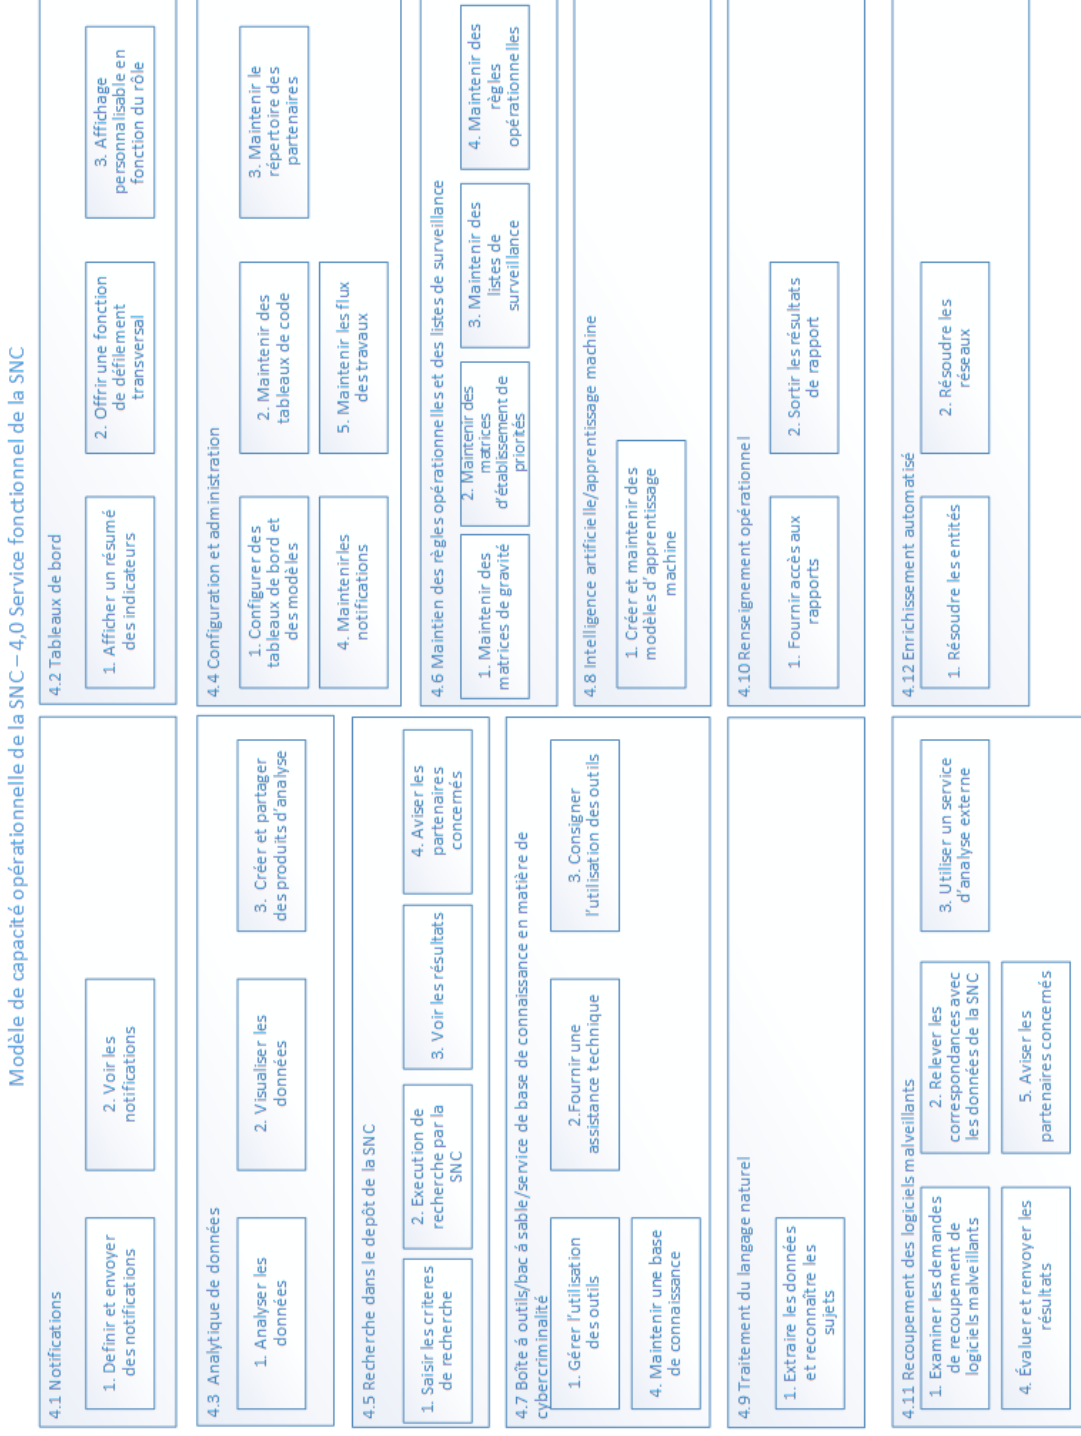 Modèle de capacité opérationnelle de la SNC – 4,0 Service fonctionnel de la SNC
4.1 Notifications
1. Definir et envoyer
des notifications
2. Voir les
notifications
4.2 Tableaux de bord
1. Afficher un résumé
des indicateurs
2. Offrir une fonction
de défilement
transversal
3. Affichage
personnalisable en
fonction du rôle
4.3 Analytique de données
1. Analyser les
données
2. Visualiser les
données
3. Créer et partager
des produits d'analyse
4.4 Configuration et administration
1. Configurer des
tableaux de bord et
des modèles
2. Maintenir des
tableaux de code
3. Maintenir le
répertoire des
partenaires
4. Maintenirles
notifications
5. Maintenir les flux
des travaux
4.5 Recherche dans le depôt de la SNC
1. Saisir les criteres
de recherche
2. Execution de
recherche par la
SNC
3. Voir les résultats
4. Aviser les
partenaires
concernés
4.6 Maintien des règles opérationnelles et des listes de surveillance
1. Maintenir des
matrices de gravité
2. Maintenir des
matrices
d'établissement de
priorités
3. Maintenir des
listes de
surveillance
4. Maintenir des
règles
opérationnelles
4.7 Boîte á outils/bac á sable/service de base de connaissance en matière de
cybercriminalité
1. Gérer l'utilisation
des outils
2.Fournir une
assistance technique
3. Consigner
l'utilisation des outils
4. Maintenir une base
de connaissance
4.8 Intelligence artificielle/apprentissage machine
1. Créer et maintenir des
modèles d'apprentissage
machine
4.9 Traitement du langage naturel
1. Extraire les données
et reconnaître les
sujets
4.10 Renseignement opérationnel
1. Fournir accès aux
rapports
2. Sortir les résultats
de rapport
4.11 Recoupement des logiciels malveillants
1. Examiner les demandes
de recoupement de
logiciels malveillants
2. Relever les
correspondances avec
les données de la SNC
3. Utiliser un service
d'analyse externe
4. Évaluer et renvoyer les
résultats
5. Aviser les
partenaires concernés
4.12 Enrichissement automatisé
1. Résoudre les entités
2. Résoudre les
réseaux